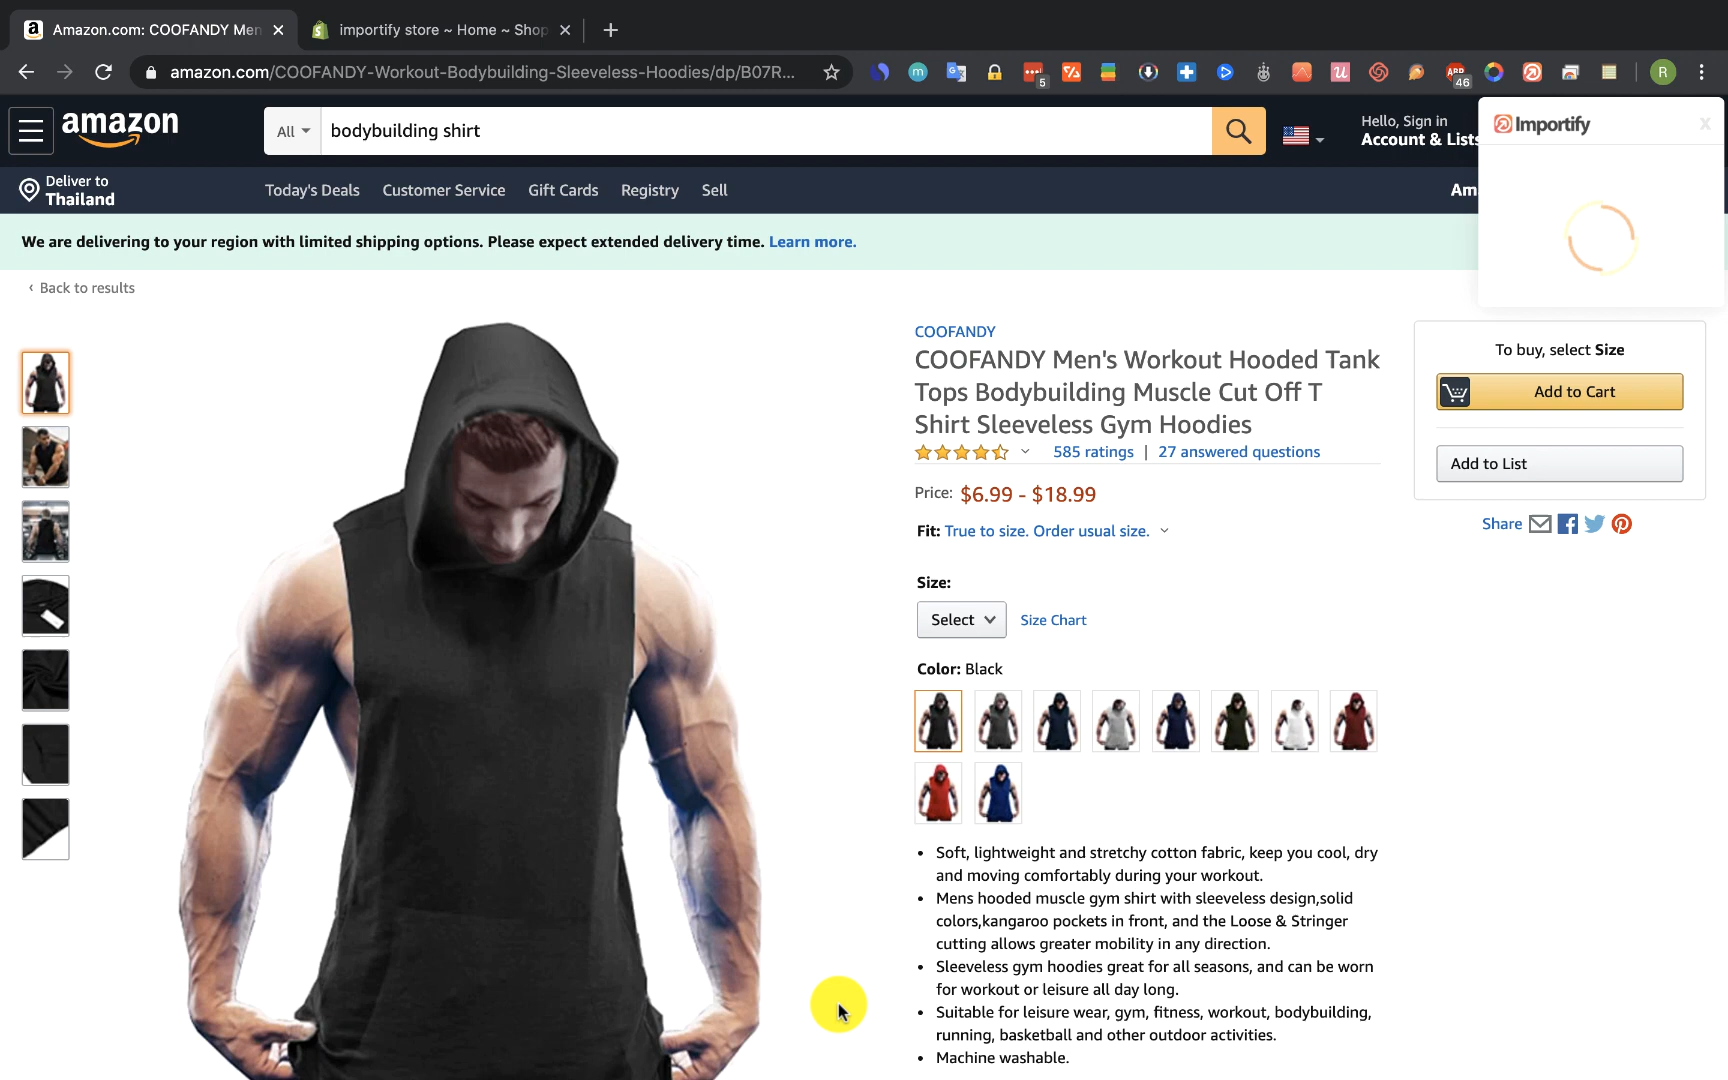 Amazon.com: COOFANDY Men
importify store ~ Home ~ Shop
amazon.com/COOFANDY-Workout-Bodybuilding-Sleeveless-Hoodies/dp/B07R...
5
ABP
46
R
amazon
All
bodybuilding shirt
Hello, Sign in
Account & Lists
Importify
x
Deliver to
Thailand
Today's Deals
Customer Service
Gift Cards
Registry
Sell
Am
We are delivering to your region with limited shipping options. Please expect extended delivery time. Learn more.
‹ Back to results
COOFANDY
COOFANDY Men's Workout Hooded Tank
Tops Bodybuilding Muscle Cut Off T
Shirt Sleeveless Gym Hoodies
585 ratings | 27 answered questions
Price: $6.99 - $18.99
Fit: True to size. Order usual size.
Size:
Select
Size Chart
Color: Black
• Soft, lightweight and stretchy cotton fabric, keep you cool, dry
and moving comfortably during your workout.
• Mens hooded muscle gym shirt with sleeveless design,solid
colors,kangaroo pockets in front, and the Loose & Stringer
cutting allows greater mobility in any direction.
• Sleeveless gym hoodies great for all seasons, and can be worn
for workout or leisure all day long.
• Suitable for leisure wear, gym, fitness, workout, bodybuilding,
running, basketball and other outdoor activities.
• Machine washable.
To buy, select Size
Add to Cart
Add to List
Share